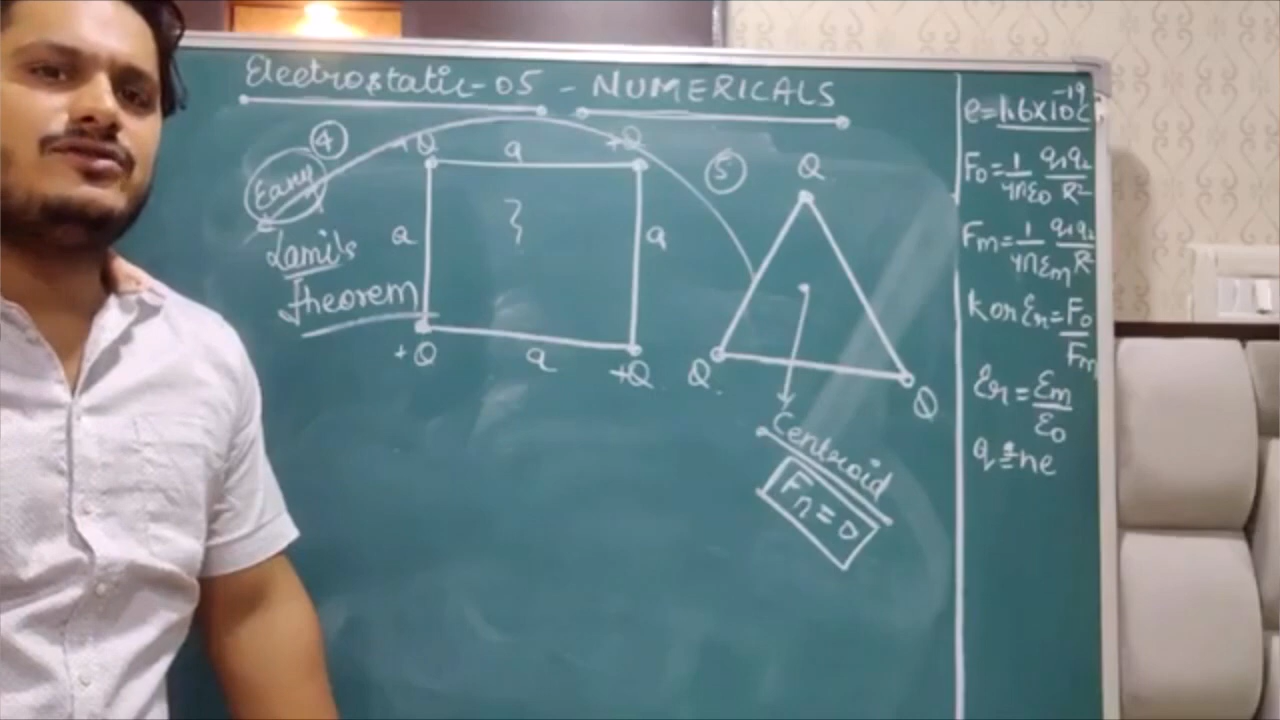 Electrostatic-05 - NUMERICALS
④
Easy
Lami's
theorem
+Q a +Q
a a
+Q a +Q
⑤
Q
Q Q
Centroid
Fn = 0
e = 1.6×10⁻¹⁹C
F₀ = 1/4πε₀ q₁q₂/R²
Fm = 1/4πεm q₁q₂/R²
K or εr = F₀/Fm
εr = εm/ε₀
q = ±ne